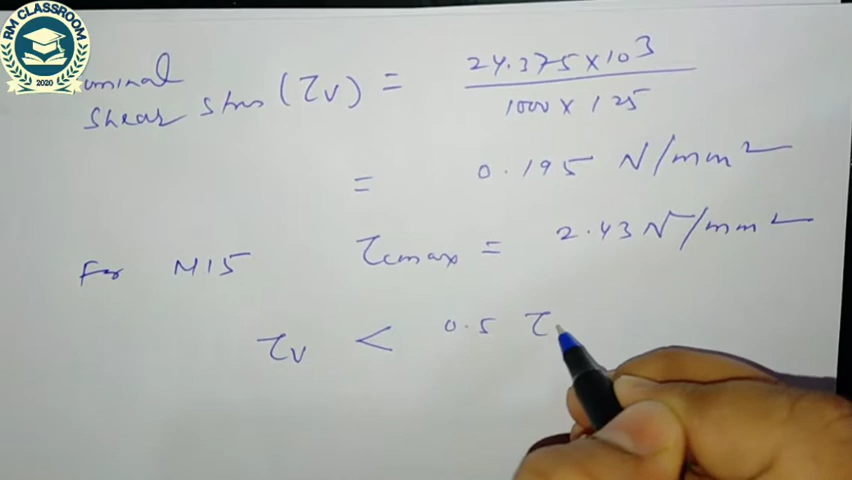 RM CLASSROOM
2020
uminal
Shear stress (τv) = 24.375×10³
1000 × 125
= 0.195 N/mm²
For M15 τcmax = 2.43 N/mm²
τv < 0.5 τ